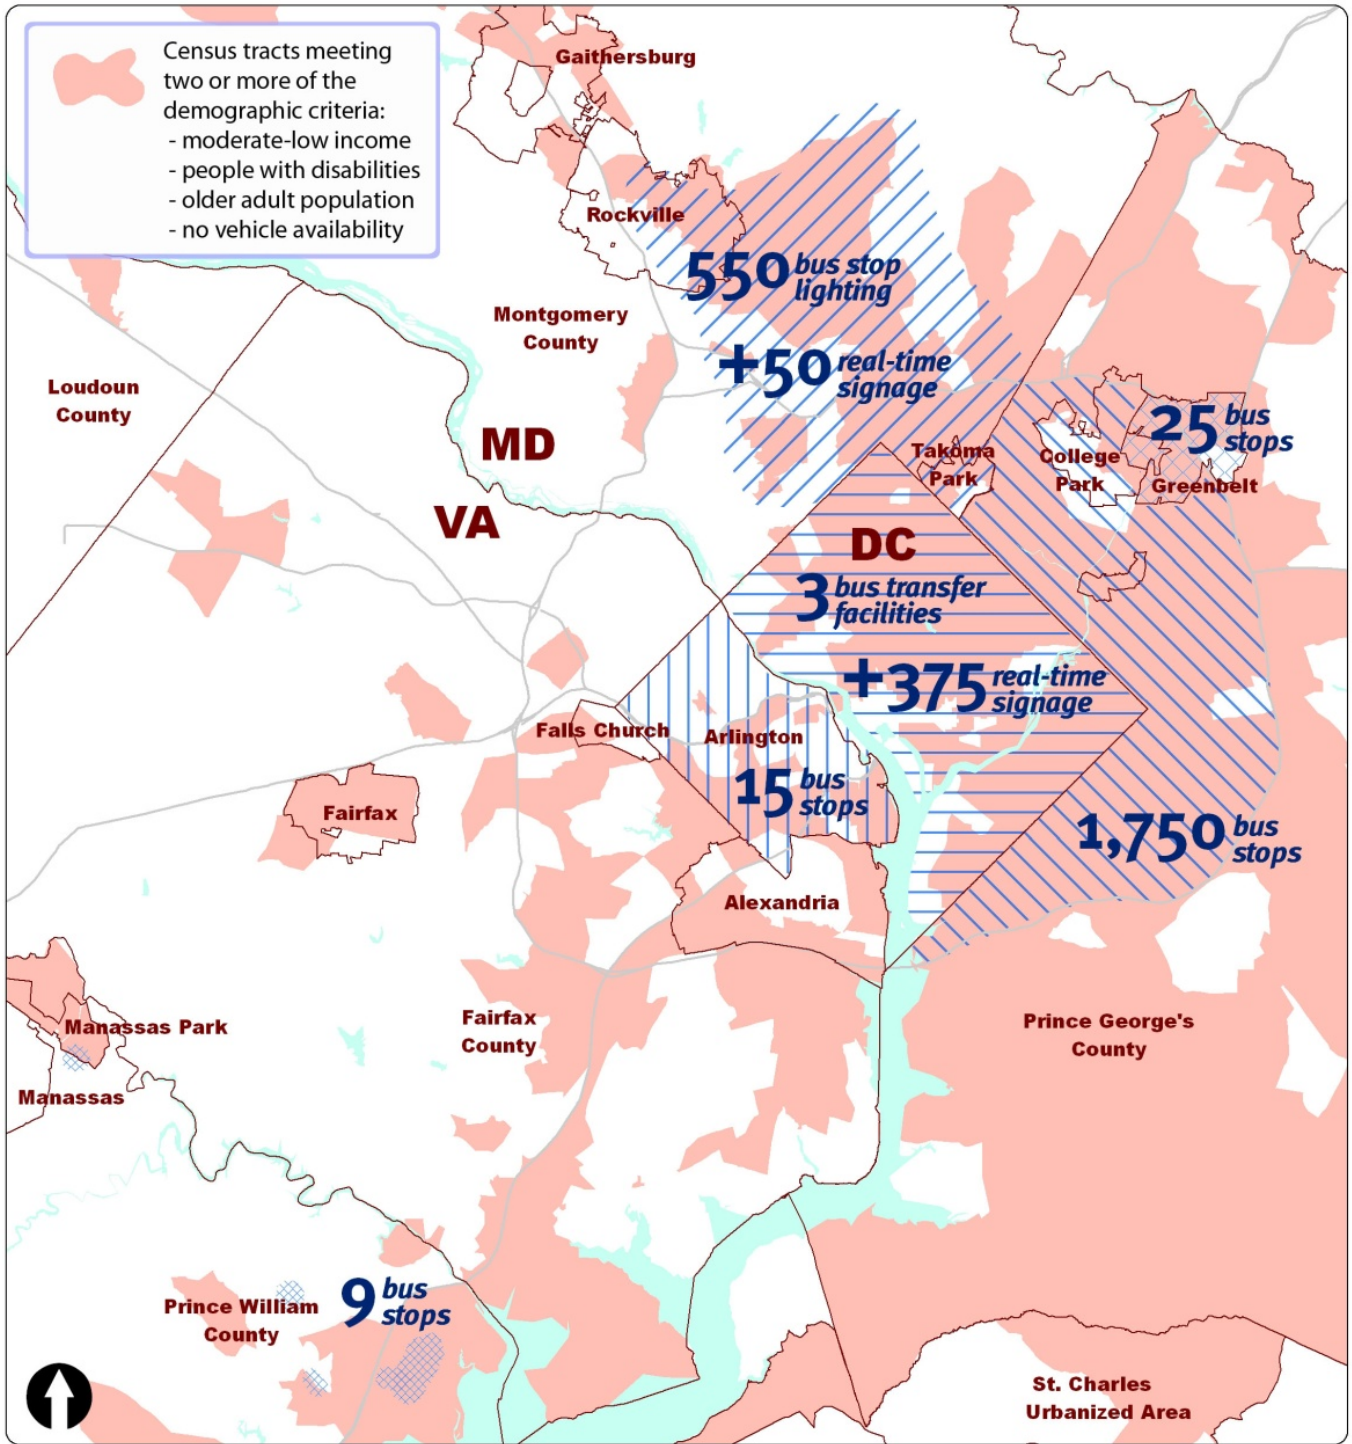 Census tracts meeting
two or more of the
demographic criteria:
- moderate-low income
- people with disabilities
- older adult population
- no vehicle availability
Gaithersburg
Rockville
550 bus stop
lighting
Montgomery
County
+50 real-time
signage
Loudoun
County
MD
VA
25 bus
stops
Takoma
Park
College
Park
Greenbelt
DC
3 bus transfer
facilities
+375 real-time
signage
Falls Church
Arlington
15 bus
stops
Fairfax
1,750 bus
stops
Alexandria
Manassas Park
Manassas
Fairfax
County
Prince George's
County
Prince William
County
9 bus
stops
St. Charles
Urbanized Area